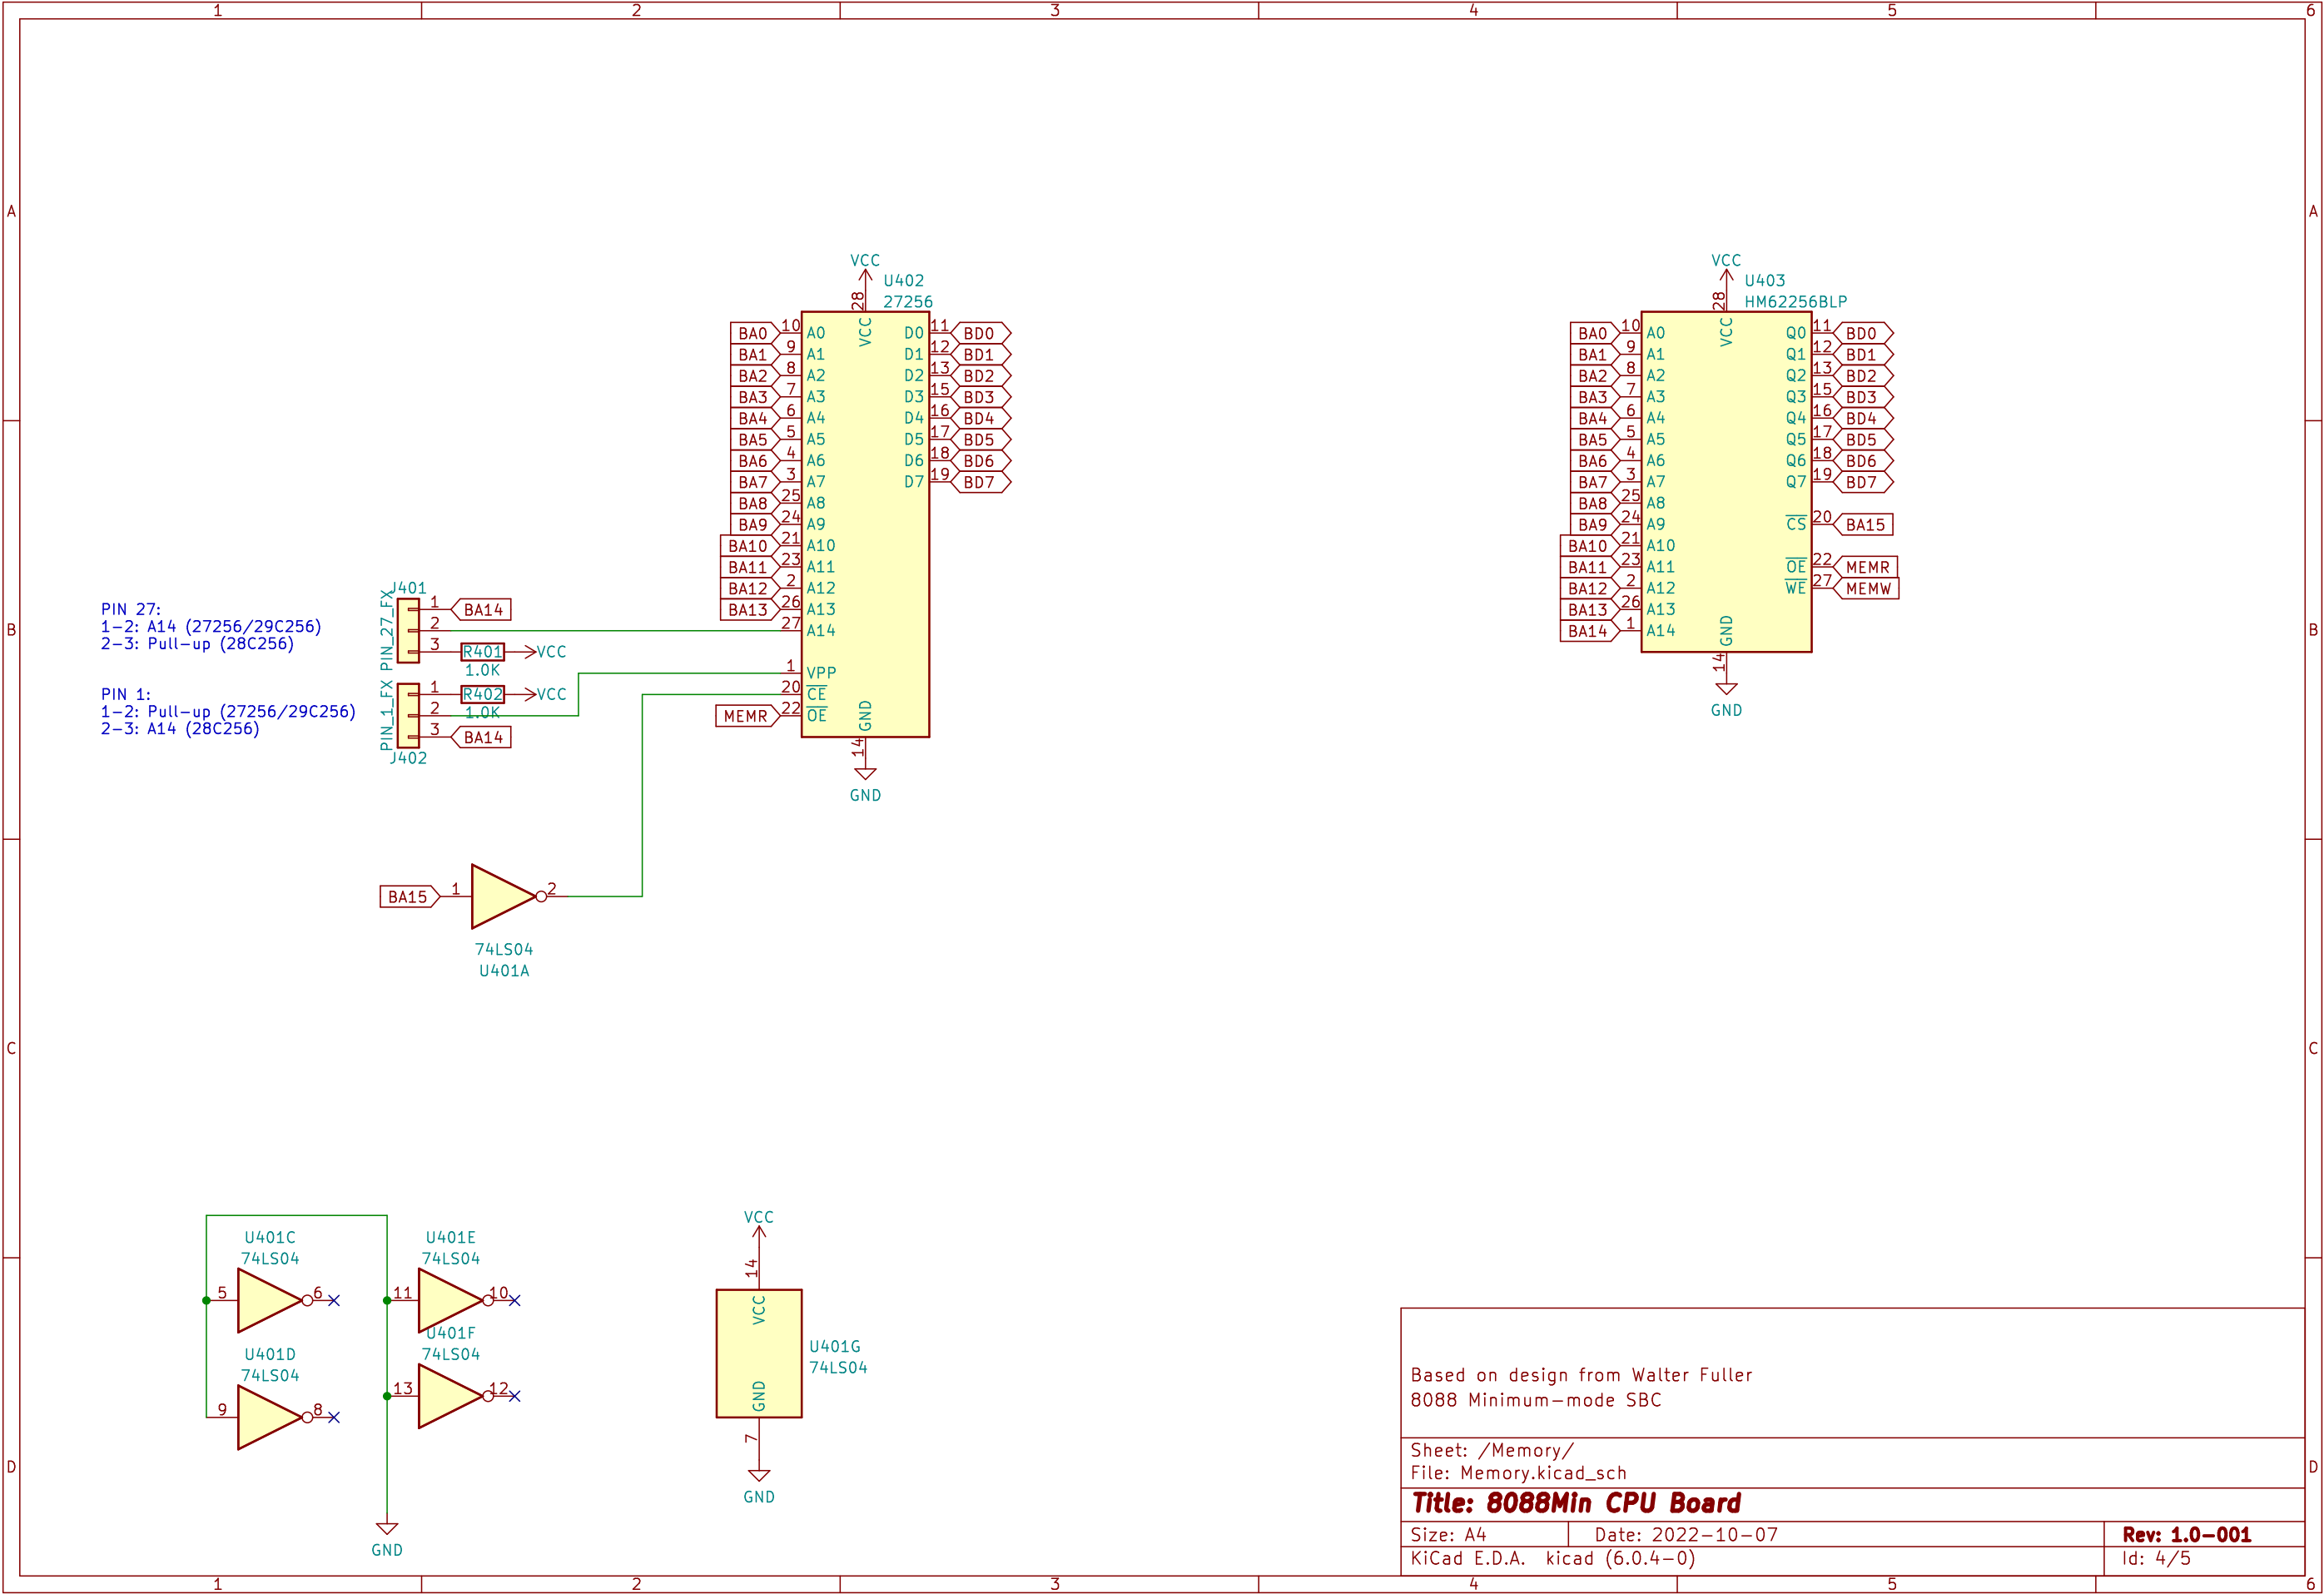 1 2 3 4 5 6
A A
B B
C C
D D
VCC
U402
27256
28
VCC
BA0 10 A0 D0 11 BD0
BA1 9 A1 D1 12 BD1
BA2 8 A2 D2 13 BD2
BA3 7 A3 D3 15 BD3
BA4 6 A4 D4 16 BD4
BA5 5 A5 D5 17 BD5
BA6 4 A6 D6 18 BD6
BA7 3 A7 D7 19 BD7
BA8 25 A8
BA9 24 A9
BA10 21 A10
BA11 23 A11
BA12 2 A12
BA13 26 A13
27 A14
1 VPP
20 CE
MEMR 22 OE
GND
14
GND
VCC
U403
HM62256BLP
28
VCC
BA0 10 A0 Q0 11 BD0
BA1 9 A1 Q1 12 BD1
BA2 8 A2 Q2 13 BD2
BA3 7 A3 Q3 15 BD3
BA4 6 A4 Q4 16 BD4
BA5 5 A5 Q5 17 BD5
BA6 4 A6 Q6 18 BD6
BA7 3 A7 Q7 19 BD7
BA8 25 A8
BA9 24 A9 CS 20 BA15
BA10 21 A10
BA11 23 A11 OE 22 MEMR
BA12 2 A12 WE 27 MEMW
BA13 26 A13
BA14 1 A14
GND
14
GND
PIN 27:
1-2: A14 (27256/29C256)
2-3: Pull-up (28C256)
J401
PIN_27_FX
1 BA14
2
3 R401 VCC
1.0K
PIN 1:
1-2: Pull-up (27256/29C256)
2-3: A14 (28C256)
PIN_1_FX
1 R402 VCC
1.0K
2
3 BA14
J402
BA15 1 2
74LS04
U401A
U401C
74LS04
5 6
U401D
74LS04
9 8
U401E
74LS04
11 10
U401F
74LS04
13 12
GND
VCC
14
VCC
U401G
74LS04
GND
7
GND
Based on design from Walter Fuller
8088 Minimum-mode SBC
Sheet: /Memory/
File: Memory.kicad_sch
Title: 8088Min CPU Board
Size: A4 Date: 2022-10-07 Rev: 1.0-001
KiCad E.D.A. kicad (6.0.4-0) Id: 4/5
1 2 3 4 5 6